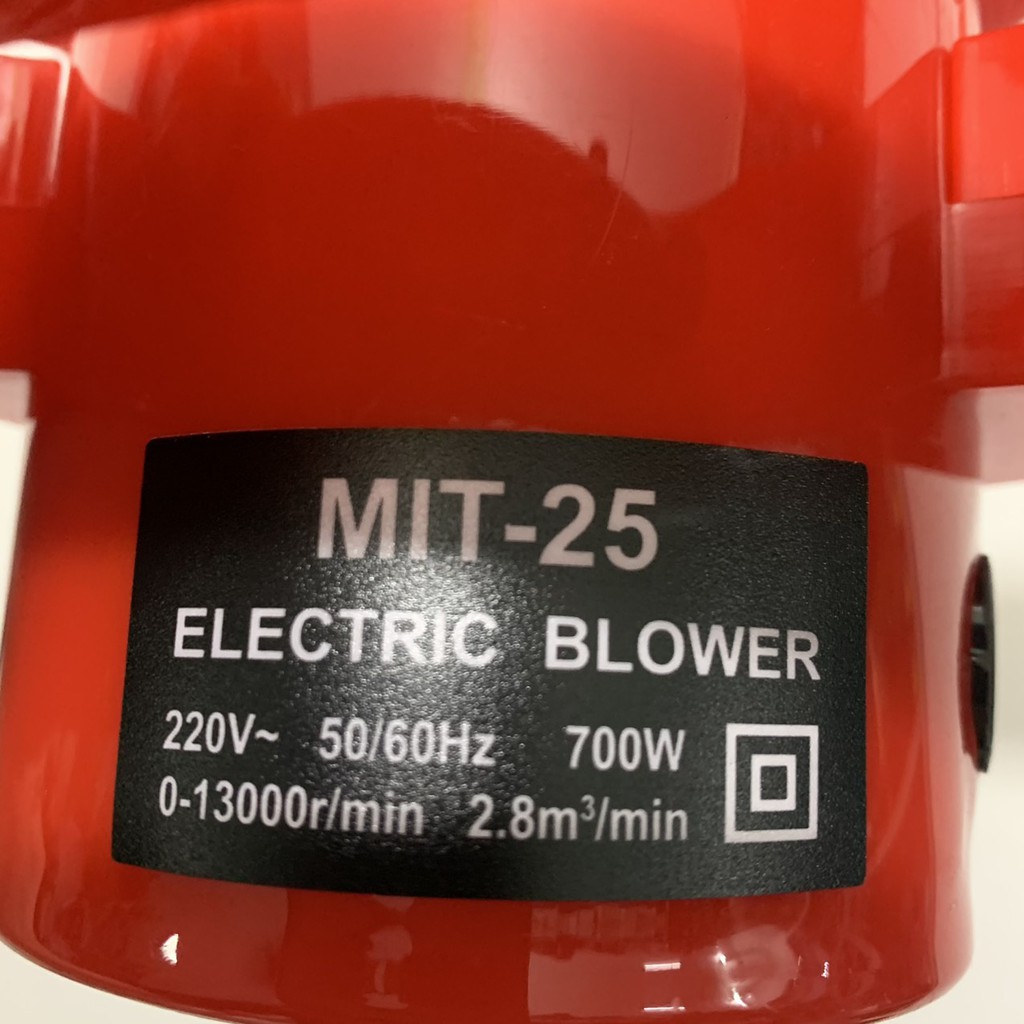 MIT-25
ELECTRIC BLOWER
220V~ 50/60Hz 700W
0-13000r/min 2.8m³/min